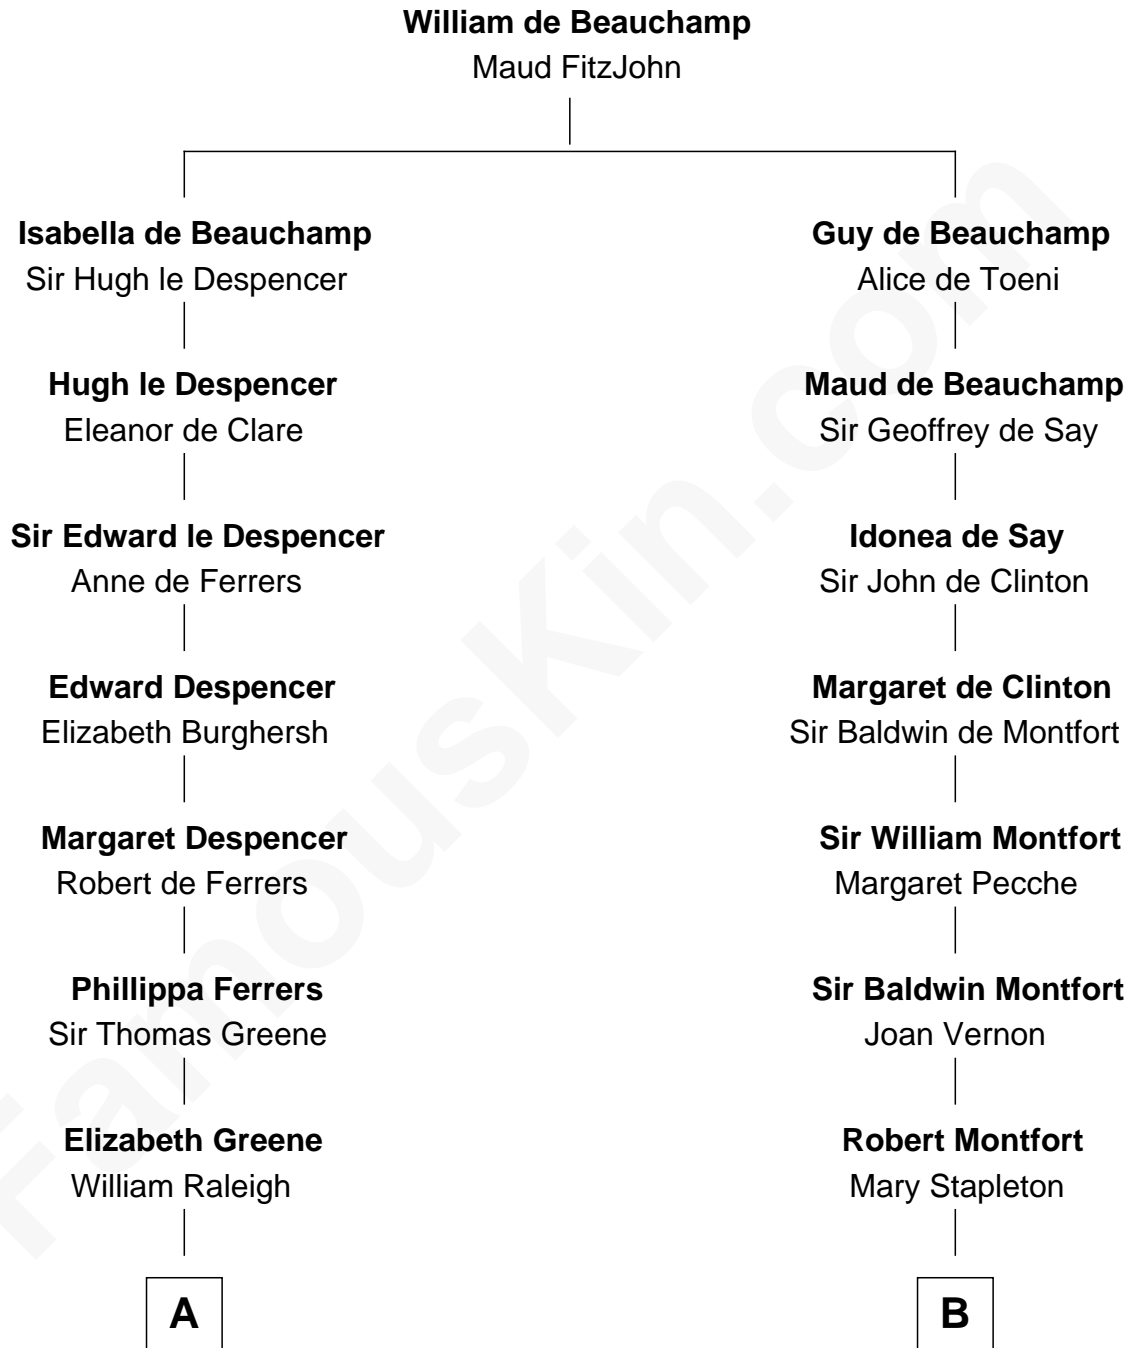 William de Beauchamp
Maud FitzJohn
Isabella de Beauchamp
Sir Hugh le Despencer
Hugh le Despencer
Eleanor de Clare
Sir Edward le Despencer
Anne de Ferrers
Edward Despencer
Elizabeth Burghersh
Margaret Despencer
Robert de Ferrers
Phillippa Ferrers
Sir Thomas Greene
Elizabeth Greene
William Raleigh
A
Guy de Beauchamp
Alice de Toeni
Maud de Beauchamp
Sir Geoffrey de Say
Idonea de Say
Sir John de Clinton
Margaret de Clinton
Sir Baldwin de Montfort
Sir William Montfort
Margaret Pecche
Sir Baldwin Montfort
Joan Vernon
Robert Montfort
Mary Stapleton
B
FamousKin.com